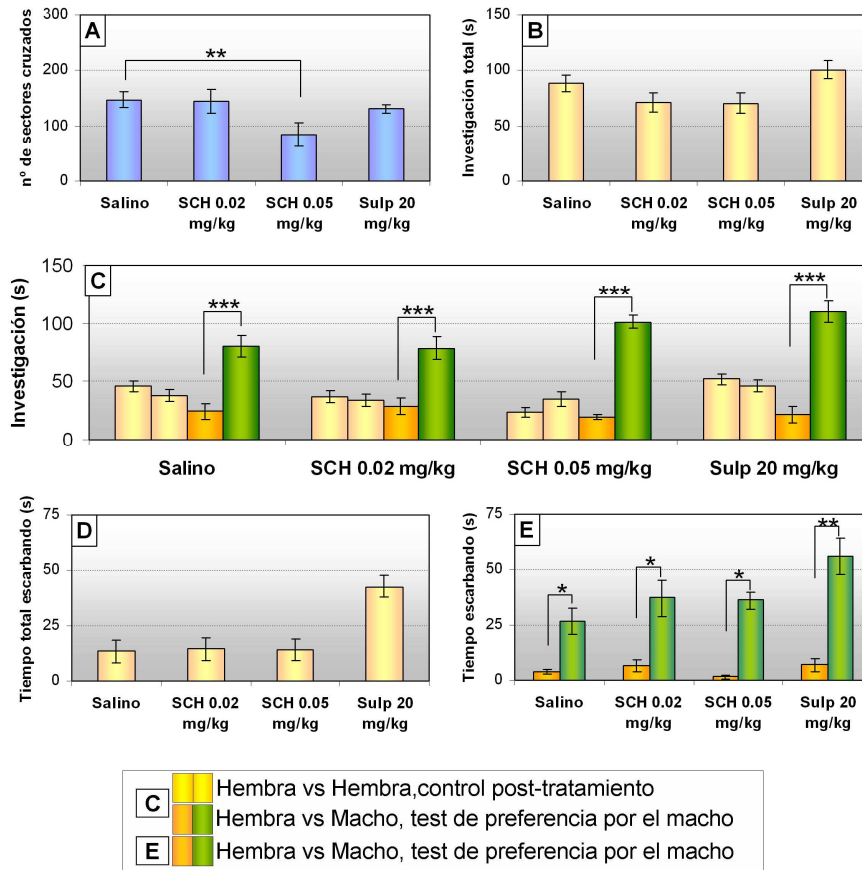 A
nº de sectores cruzados
300
200
100
0
**
Salino
SCH 0.02 mg/kg
SCH 0.05 mg/kg
Sulp 20 mg/kg
B
Investigación total (s)
150
100
50
0
Salino
SCH 0.02 mg/kg
SCH 0.05 mg/kg
Sulp 20 mg/kg
C
Investigación (s)
150
100
50
0
***
***
***
***
Salino
SCH 0.02 mg/kg
SCH 0.05 mg/kg
Sulp 20 mg/kg
D
Tiempo total escarbando (s)
75
50
25
0
Salino
SCH 0.02 mg/kg
SCH 0.05 mg/kg
Sulp 20 mg/kg
E
Tiempo escarbando (s)
75
50
25
0
*
*
*
**
Salino
SCH 0.02 mg/kg
SCH 0.05 mg/kg
Sulp 20 mg/kg
C
Hembra vs Hembra,control post-tratamiento
Hembra vs Macho, test de preferencia por el macho
E
Hembra vs Macho, test de preferencia por el macho